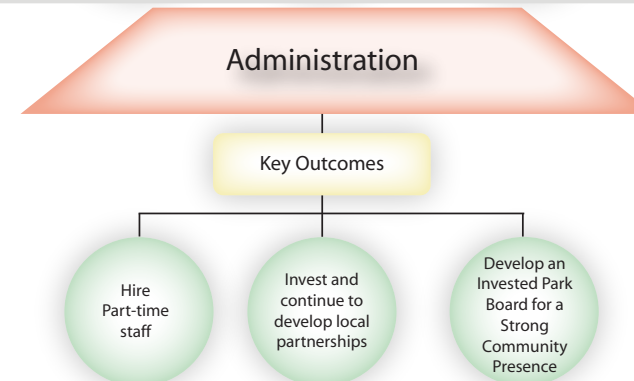 Administration
Key Outcomes
Hire
Part-time
staff
Invest and
continue to
develop local
partnerships
Develop an
Invested Park
Board for a
Strong
Community
Presence